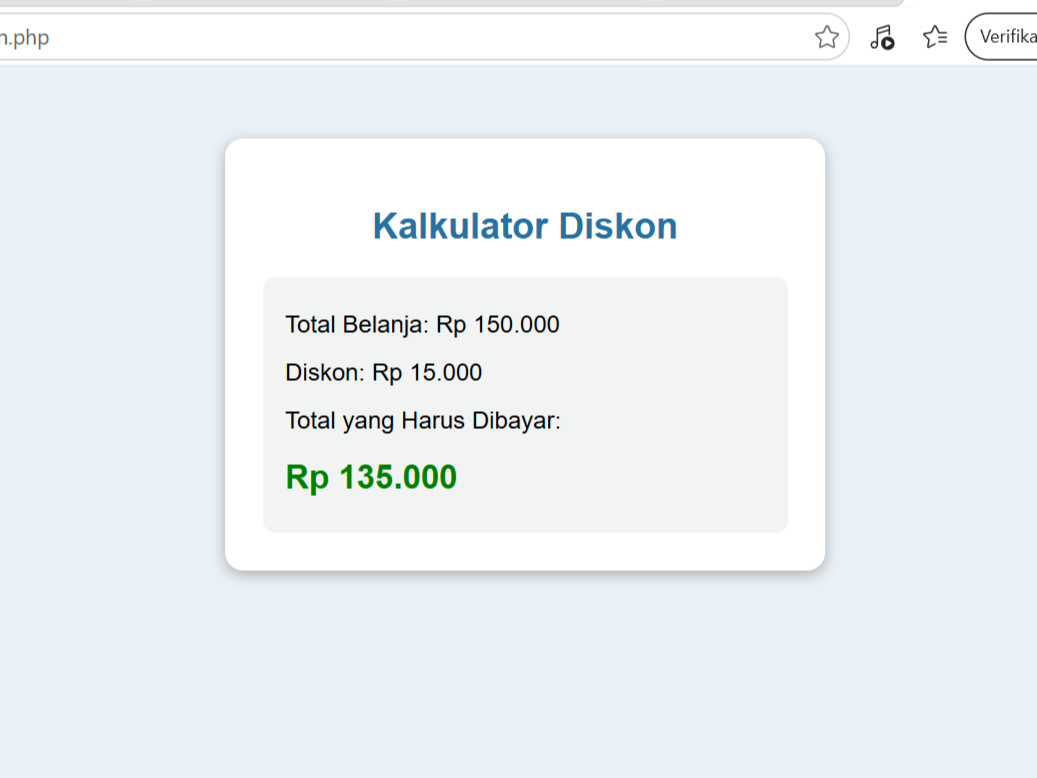 .php
Verifika
Kalkulator Diskon
Total Belanja: Rp 150.000
Diskon: Rp 15.000
Total yang Harus Dibayar:
Rp 135.000